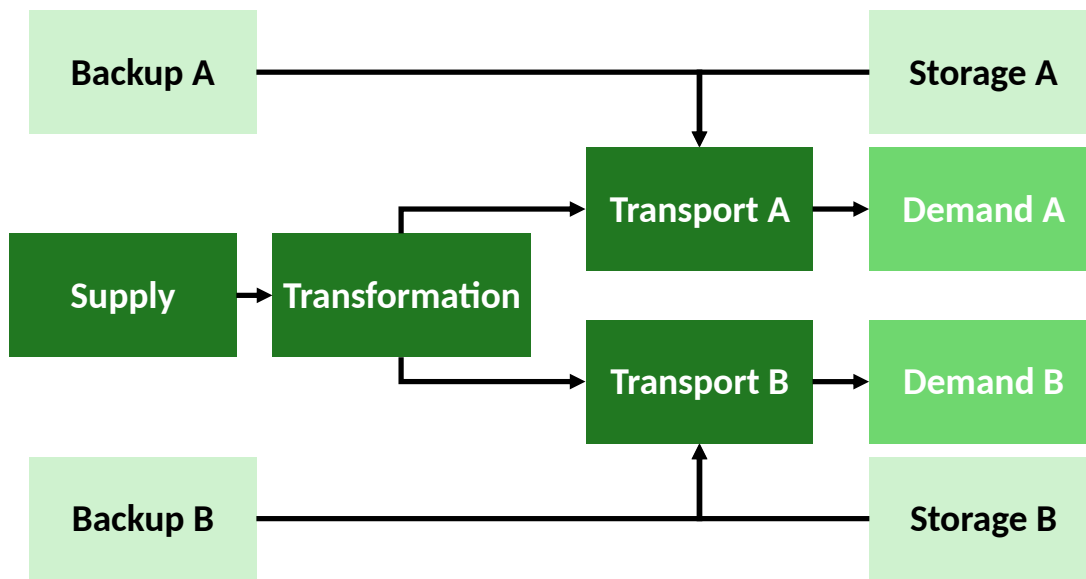 Backup A
Storage A
Transport A
Demand A
Supply
Transformation
Transport B
Demand B
Backup B
Storage B